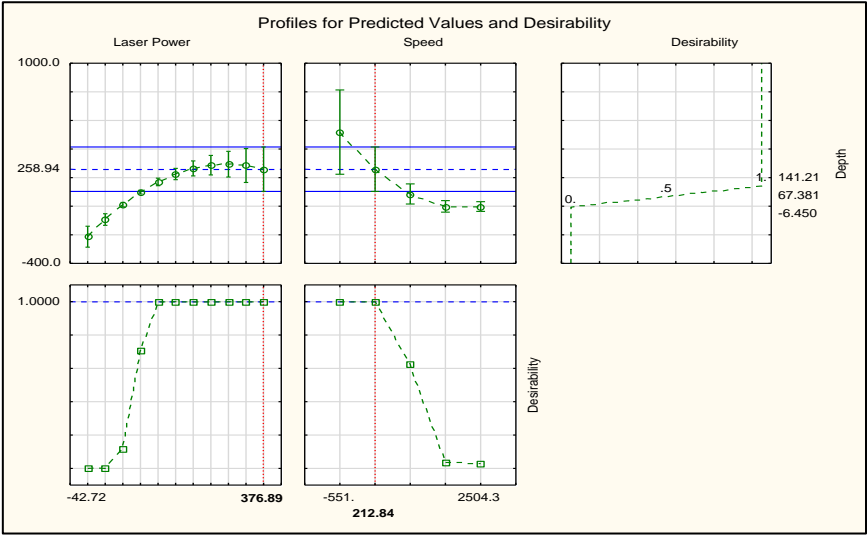 Profiles for Predicted Values and Desirability
Laser Power Speed Desirability
1000.0
258.94
-400.0
Depth
0. .5 1.
141.21
67.381
-6.450
1.0000
Desirability
-42.72 376.89 -551. 2504.3
212.84